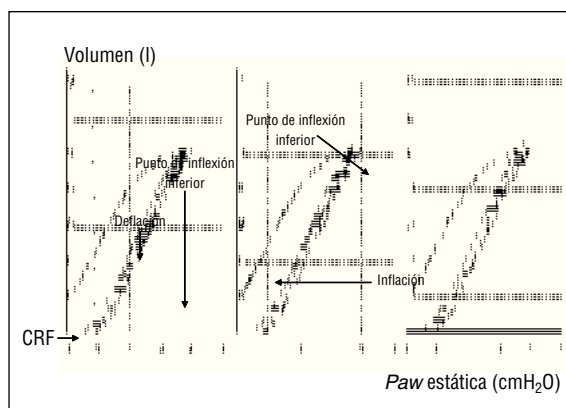 Volumen (l)
Punto de inflexión
inferior
Punto de inflexión
inferior
Deflación
Inflación
CRF
Paw estática (cmH₂O)